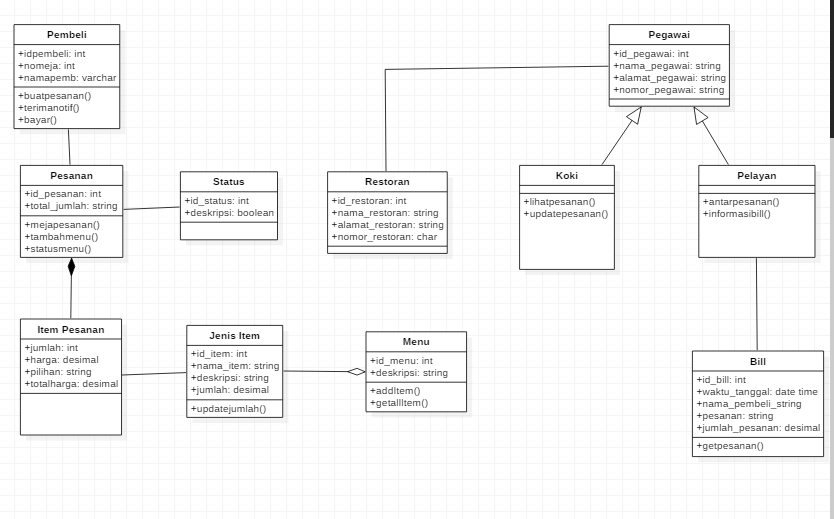 Pembeli
+idpembeli: int
+nomeja: int
+namapemb: varchar
+buatpesanan()
+terimanotif()
+bayar()
Pegawai
+id_pegawai: int
+nama_pegawai: string
+alamat_pegawai: string
+nomor_pegawai: string
Pesanan
+id_pesanan: int
+total_jumlah: string
+mejapesanan()
+tambahmenu()
+statusmenu()
Status
+id_status: int
+deskripsi: boolean
Restoran
+id_restoran: int
+nama_restoran: string
+alamat_restoran: string
+nomor_restoran: char
Koki
+lihatpesanan()
+updatepesanan()
Pelayan
+antarpesanan()
+informasibill()
Item Pesanan
+jumlah: int
+harga: desimal
+pilihan: string
+totalharga: desimal
Jenis Item
+id_item: int
+nama_item: string
+deskripsi: string
+jumlah: desimal
+updatejumlah()
Menu
+id_menu: int
+deskripsi: string
+addItem()
+getallItem()
Bill
+id_bill: int
+waktu_tanggal: date time
+nama_pembeli_string
+pesanan: string
+jumlah_pesanan: desimal
+getpesanan()